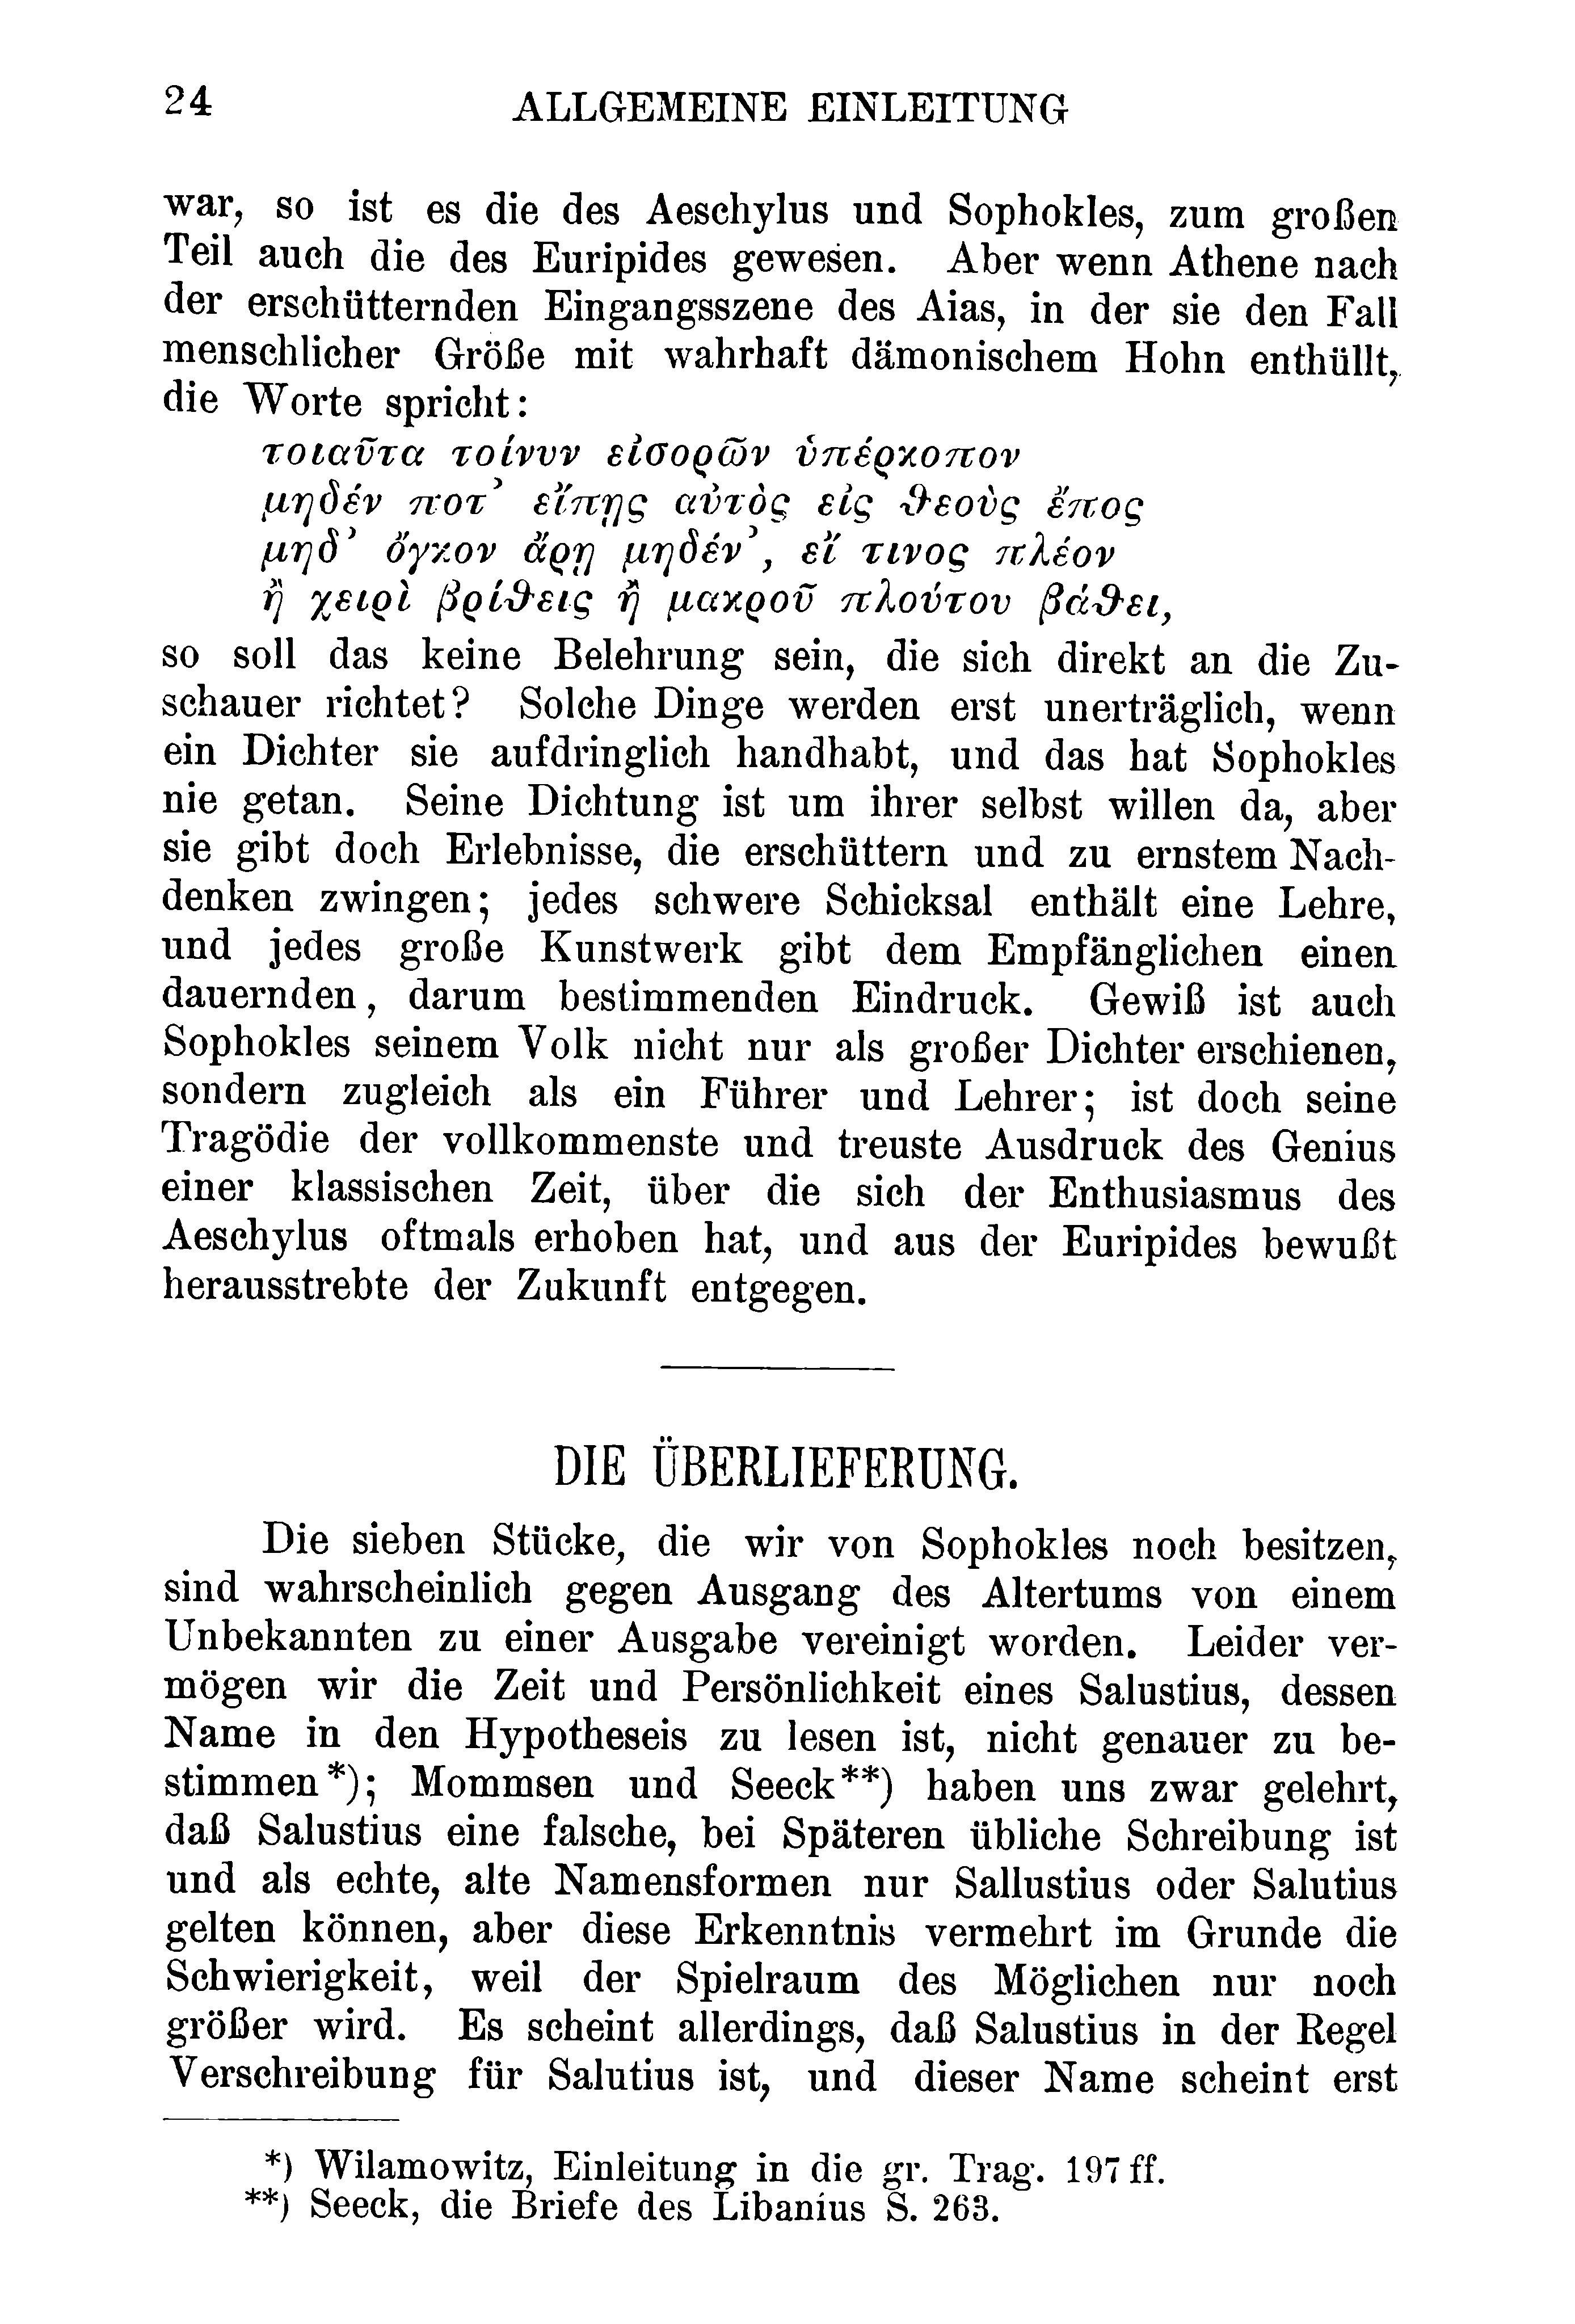 24 ALLGEMEINE EINLEITUNG
war, so ist es die des Aeschylus und Sophokles, zum großen
Teil auch die des Euripides gewesen. Aber wenn Athene nach
der erschütternden Eingangsszene des Aias, in der sie den Fall
menschlicher Größe mit wahrhaft dämonischem Hohn enthüllt,
die Worte spricht:
τοιαῦτα τοίνυν εἰσορῶν ὑπέρκοπον
μηδέν ποτ’ εἴπῃς αὐτὸς εἰς θεοὺς ἔπος
μηδ’ ὄγκον ἄρῃ μηδέν’, εἴ τινος πλέον
ἢ χειρὶ βρίθεις ἢ μακροῦ πλούτου βάθει,
so soll das keine Belehrung sein, die sich direkt an die Zu-
schauer richtet? Solche Dinge werden erst unerträglich, wenn
ein Dichter sie aufdringlich handhabt, und das hat Sophokles
nie getan. Seine Dichtung ist um ihrer selbst willen da, aber
sie gibt doch Erlebnisse, die erschüttern und zu ernstem Nach-
denken zwingen; jedes schwere Schicksal enthält eine Lehre,
und jedes große Kunstwerk gibt dem Empfänglichen einen
dauernden, darum bestimmenden Eindruck. Gewiß ist auch
Sophokles seinem Volk nicht nur als großer Dichter erschienen,
sondern zugleich als ein Führer und Lehrer; ist doch seine
Tragödie der vollkommenste und treuste Ausdruck des Genius
einer klassischen Zeit, über die sich der Enthusiasmus des
Aeschylus oftmals erhoben hat, und aus der Euripides bewußt
herausstrebte der Zukunft entgegen.
DIE ÜBERLIEFERUNG.
Die sieben Stücke, die wir von Sophokles noch besitzen,
sind wahrscheinlich gegen Ausgang des Altertums von einem
Unbekannten zu einer Ausgabe vereinigt worden. Leider ver-
mögen wir die Zeit und Persönlichkeit eines Salustius, dessen
Name in den Hypotheseis zu lesen ist, nicht genauer zu be-
stimmen*); Mommsen und Seeck**) haben uns zwar gelehrt,
daß Salustius eine falsche, bei Späteren übliche Schreibung ist
und als echte, alte Namensformen nur Sallustius oder Salutius
gelten können, aber diese Erkenntnis vermehrt im Grunde die
Schwierigkeit, weil der Spielraum des Möglichen nur noch
größer wird. Es scheint allerdings, daß Salustius in der Regel
Verschreibung für Salutius ist, und dieser Name scheint erst
*) Wilamowitz, Einleitung in die gr. Trag. 197 ff.
**) Seeck, die Briefe des Libanius S. 263.